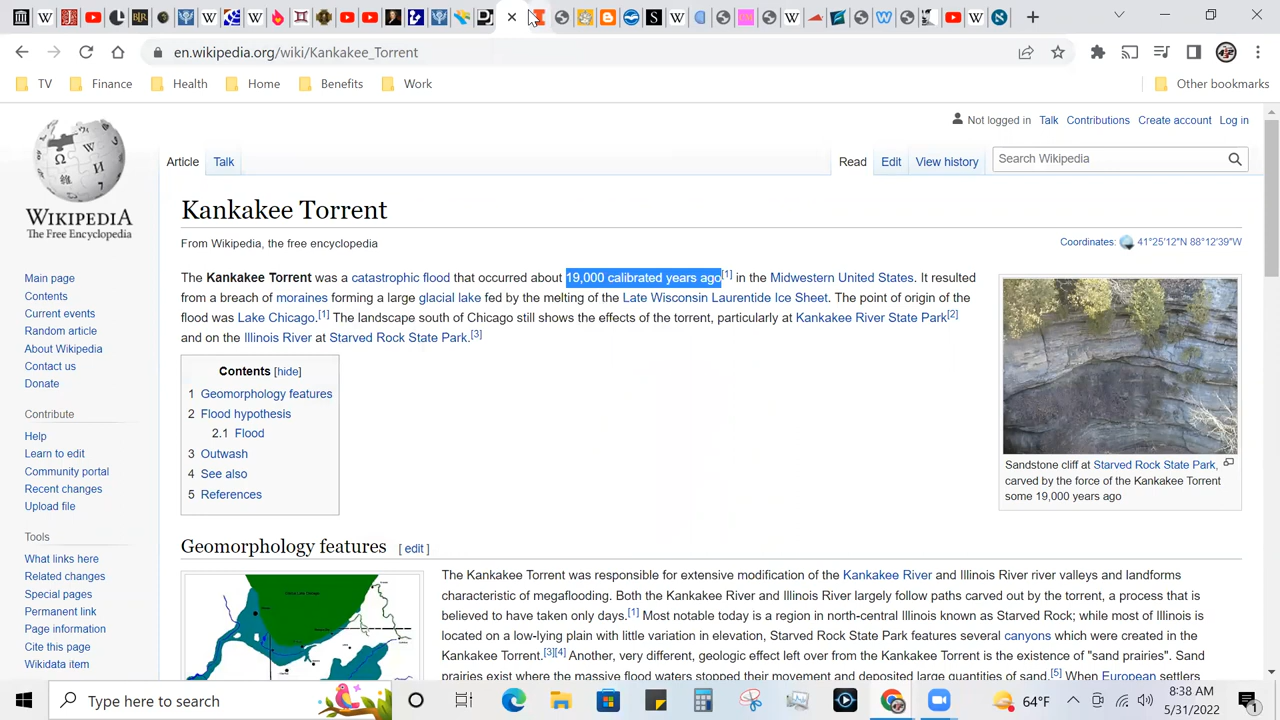 en.wikipedia.org/wiki/Kankakee_Torrent
TV Finance Health Home Benefits Work Other bookmarks
Not logged in Talk Contributions Create account Log in
Article Talk Read Edit View history Search Wikipedia
WIKIPEDIA
The Free Encyclopedia
Main page
Contents
Current events
Random article
About Wikipedia
Contact us
Donate
Contribute
Help
Learn to edit
Community portal
Recent changes
Upload file
Tools
What links here
Related changes
Special pages
Permanent link
Page information
Cite this page
Wikidata item
Kankakee Torrent
From Wikipedia, the free encyclopedia
Coordinates: 41°25′12″N 88°12′39″W
The Kankakee Torrent was a catastrophic flood that occurred about 19,000 calibrated years ago[1] in the Midwestern United States. It resulted
from a breach of moraines forming a large glacial lake fed by the melting of the Late Wisconsin Laurentide Ice Sheet. The point of origin of the
flood was Lake Chicago.[1] The landscape south of Chicago still shows the effects of the torrent, particularly at Kankakee River State Park[2]
and on the Illinois River at Starved Rock State Park.[3]
Sandstone cliff at Starved Rock State Park,
carved by the force of the Kankakee Torrent
some 19,000 years ago
Contents [hide]
1 Geomorphology features
2 Flood hypothesis
2.1 Flood
3 Outwash
4 See also
5 References
Geomorphology features [ edit ]
The Kankakee Torrent was responsible for extensive modification of the Kankakee River and Illinois River river valleys and landforms
characteristic of megaflooding. Both the Kankakee River and Illinois River largely follow paths carved out by the torrent, a process that is
believed to have taken only days.[1] Most notable today is a region in north-central Illinois known as Starved Rock; while most of Illinois is
located on a low-lying plain with little variation in elevation, Starved Rock State Park features several canyons which were created in the
Kankakee Torrent.[3][4] Another, very different, geologic effect left over from the Kankakee Torrent is the existence of "sand prairies". Sand
prairies exist where the massive flood waters stopped their movement and deposited large quantities of sand.[5] When European settlers
Type here to search
64°F
8:38 AM
5/31/2022